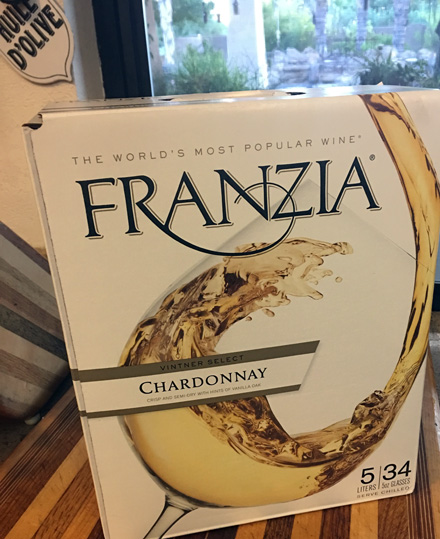 HUILE
D'OLIVE
THE WORLD'S MOST POPULAR WINE®
FRANZIA®
VINTNER SELECT
CHARDONNAY
CRISP AND SEMI-DRY WITH HINTS OF VANILLA OAK
5 | 34
LITERS | 5oz GLASSES
SERVE CHILLED